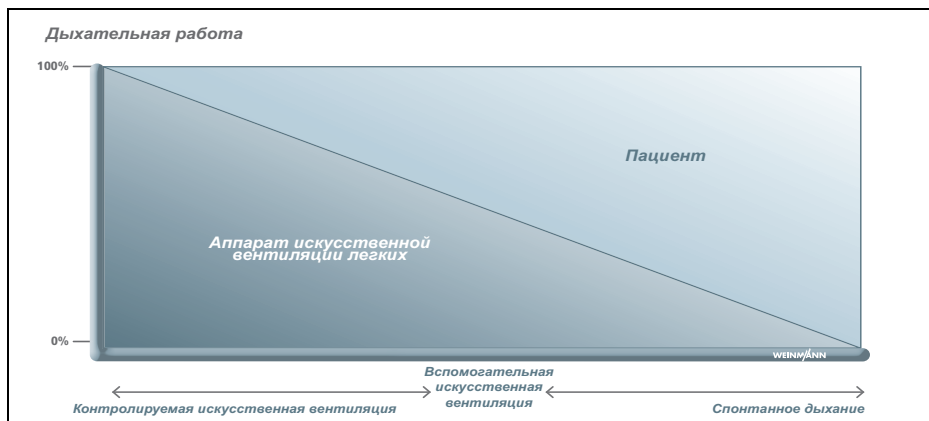 Дыхательная работа
100%
Пациент
Аппарат искусственной
вентиляции легких
0%
WEINMANN
Вспомогательная
искусственная
вентиляция
Контролируемая искусственная вентиляция
Спонтанное дыхание